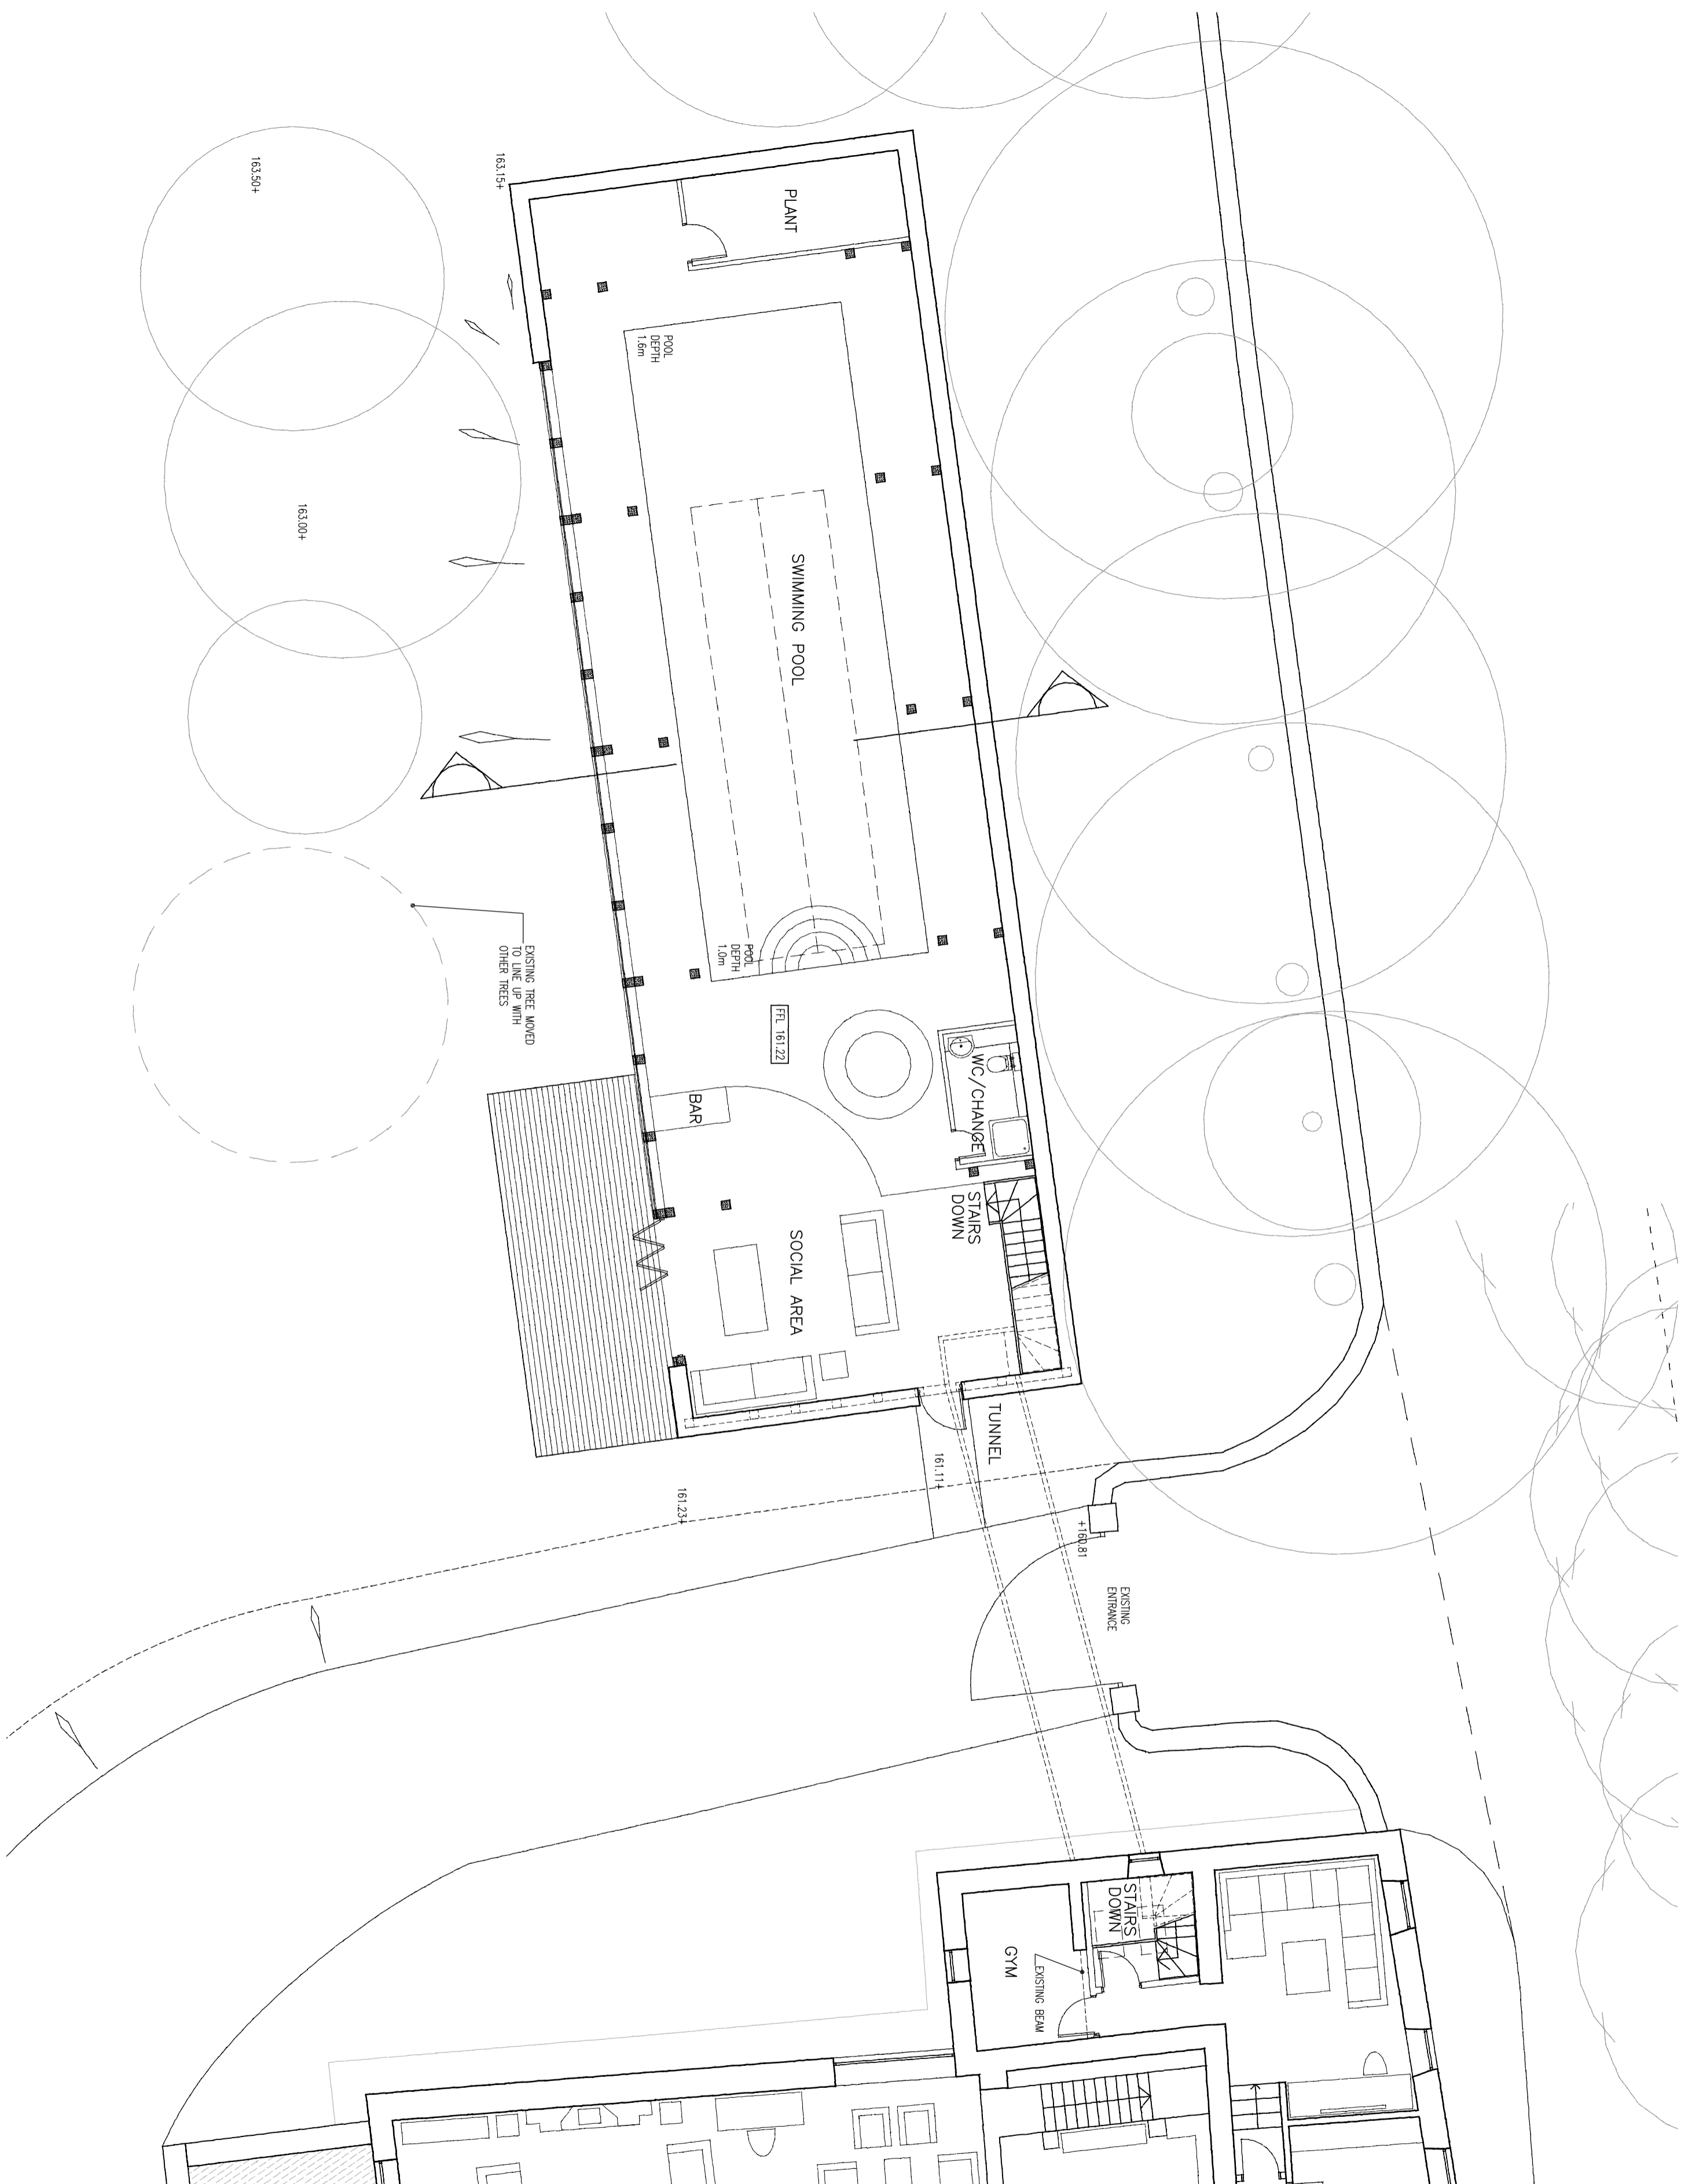 163.50+
163.15+
PLANT
POOL
DEPTH
1.6m
163.00+
SWIMMING POOL
POOL
DEPTH
1.0m
EXISTING TREE MOVED
TO LINE UP WITH
OTHER TREES
FFL 161.22
WC/CHANGE
BAR
STAIRS
DOWN
SOCIAL AREA
TUNNEL
161.11+
161.23+
+160.81
EXISTING
ENTRANCE
STAIRS
DOWN
GYM
EXISTING BEAM